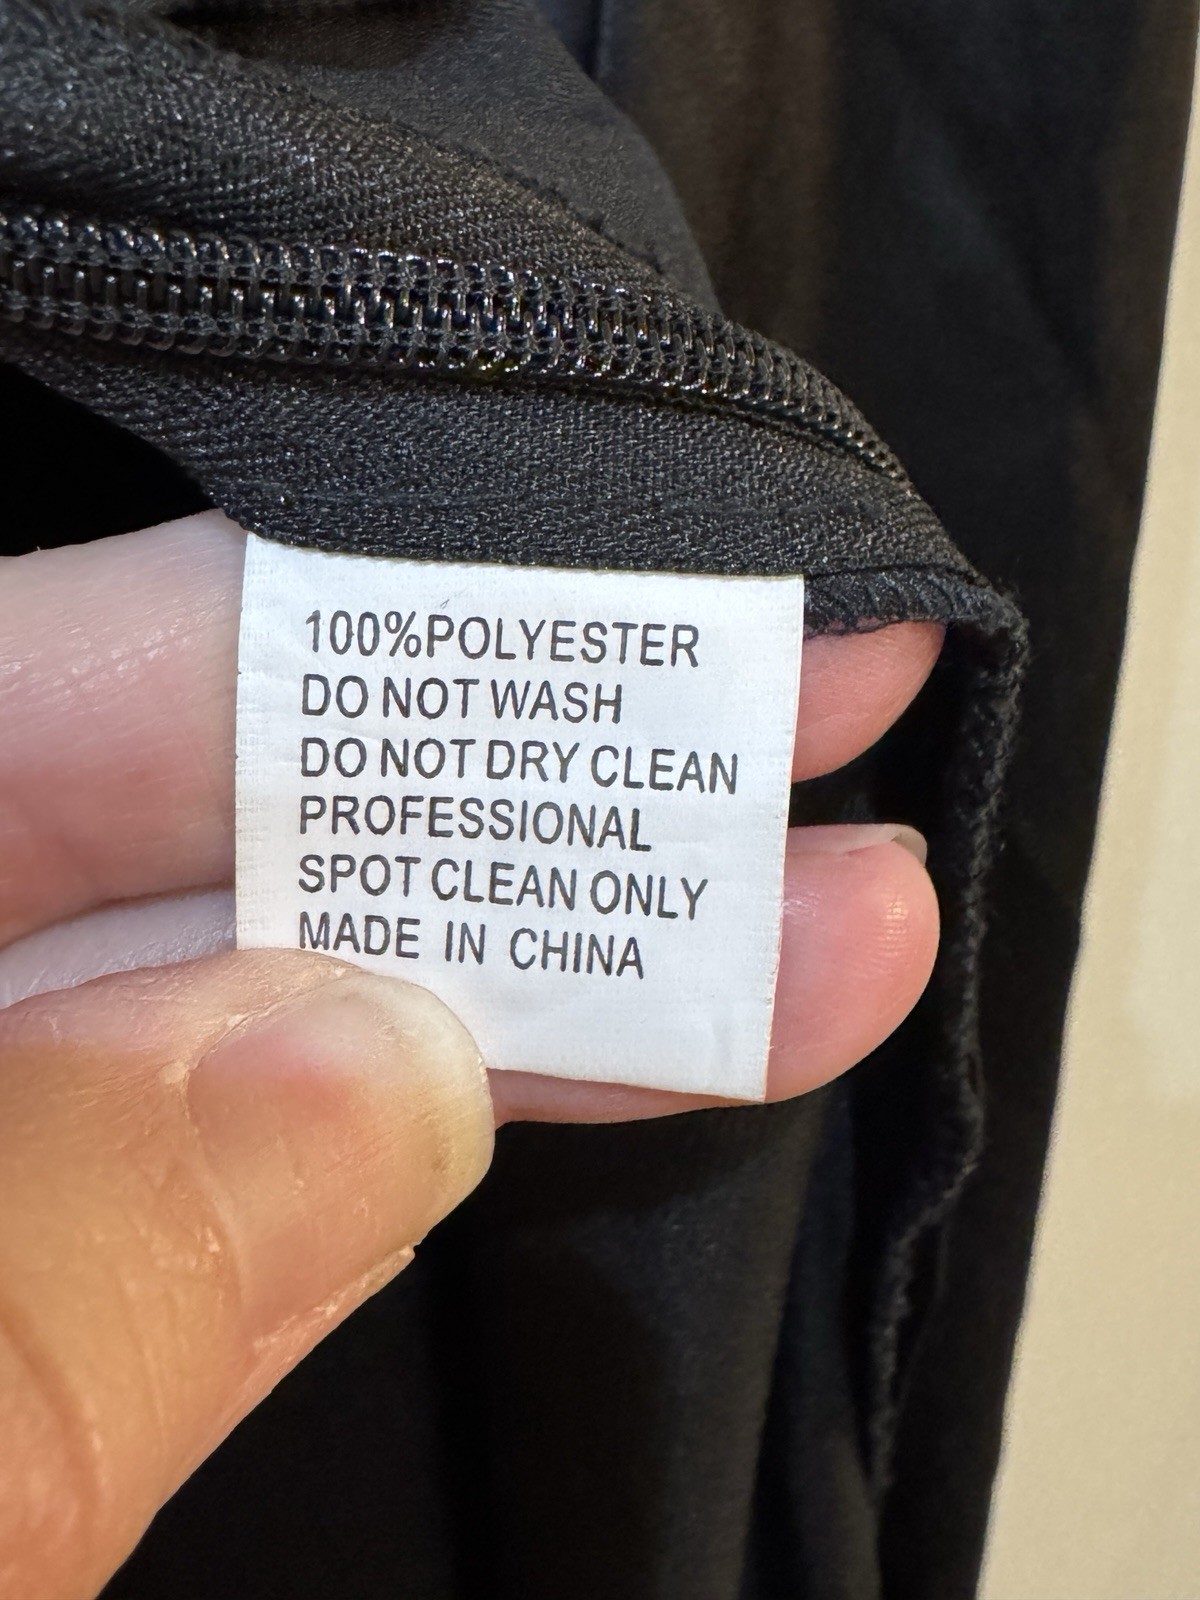 100%POLYESTER
DO NOT WASH
DO NOT DRY CLEAN
PROFESSIONAL
SPOT CLEAN ONLY
MADE IN CHINA